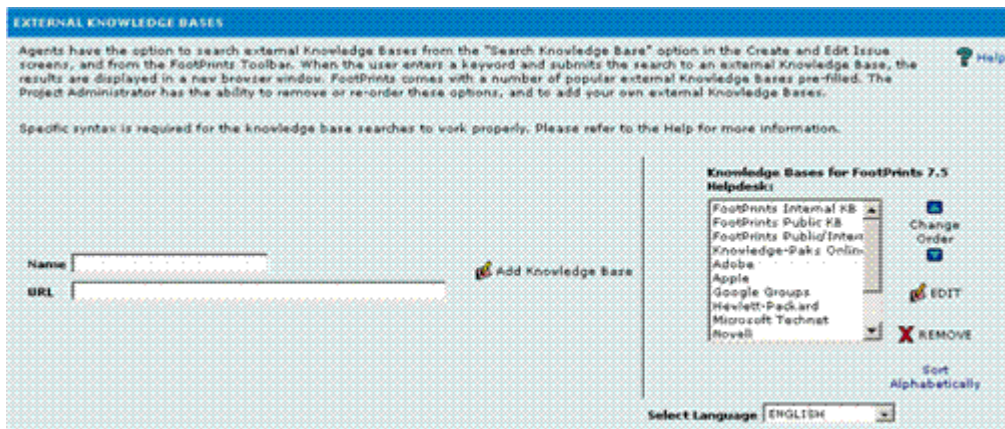 EXTERNAL KNOWLEDGE BASES
Agents have the option to search external Knowledge Bases from the "Search Knowledge Base" option in the Create and Edit Issue
screens, and from the FootPrints Toolbar. When the user enters a keyword and submits the search to an external Knowledge Base, the
results are displayed in a new browser window. FootPrints comes with a number of popular external Knowledge Bases pre-filled. The
Project Administrator has the ability to remove or re-order these options, and to add your own external Knowledge Bases.
Help
Specific syntax is required for the knowledge base searches to work properly. Please refer to the Help for more information.
Name
URL
Add Knowledge Base
Knowledge Bases for FootPrints 7.5
Helpdesk:
FootPrints Internal KB
FootPrints Public KB
FootPrints Public/Intern
Knowledge-Paks Onlin
Adobe
Apple
Google Groups
Hewlett-Packard
Microsoft Technet
Novell
Change
Order
EDIT
REMOVE
Sort
Alphabetically
Select Language ENGLISH